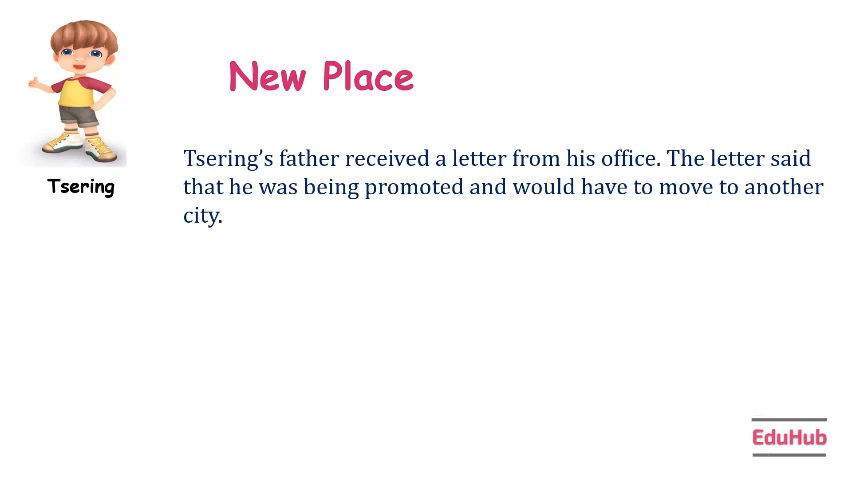 New Place
Tsering’s father received a letter from his office. The letter said
that he was being promoted and would have to move to another
city.
Tsering
EduHub